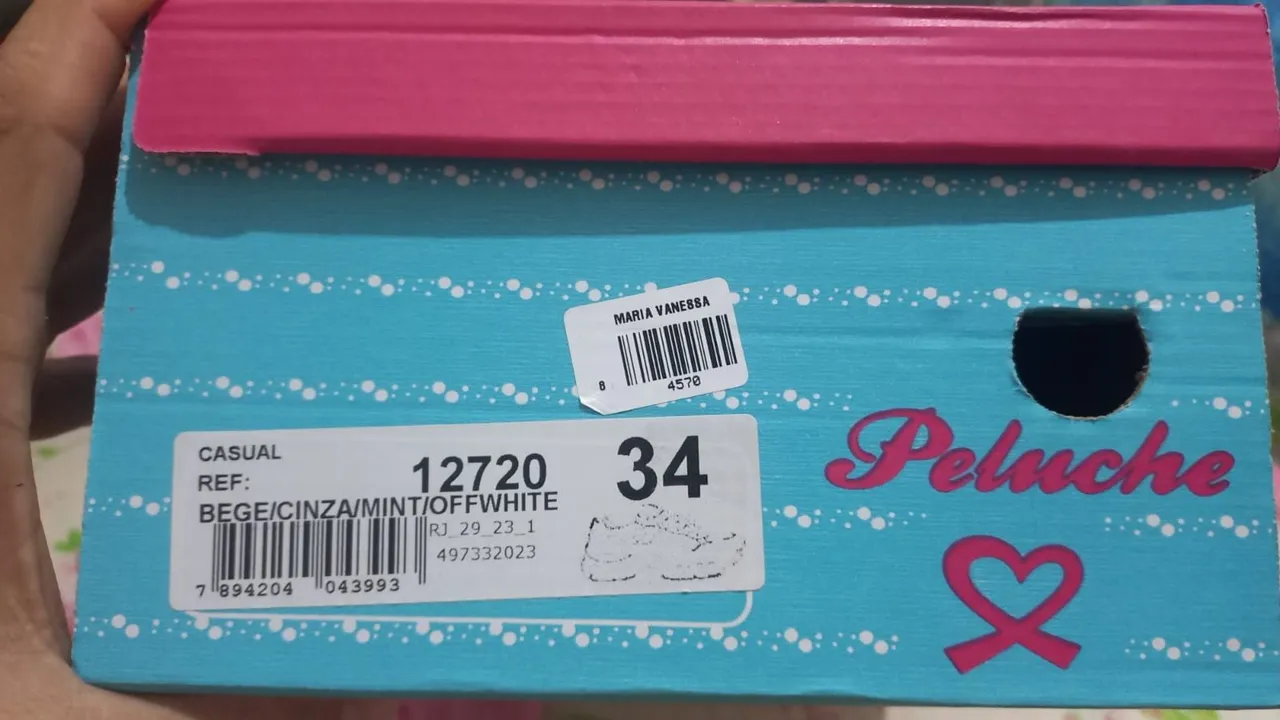 MARIA VANESSA
8 4570
CASUAL
REF: 12720 34
BEGE/CINZA/MINT/OFFWHITE
RJ_29_23_1
497332023
7 894204 043993
Peluche